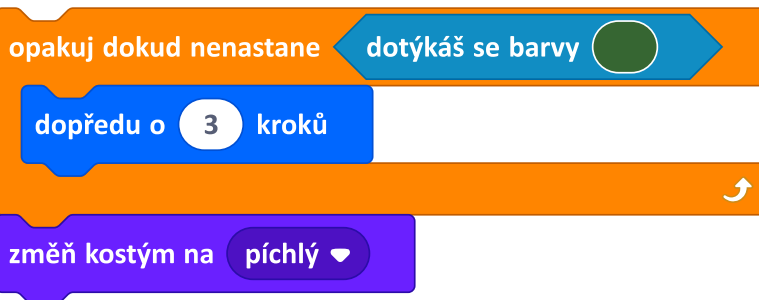 opakuj dokud nenastane dotýkáš se barvy
dopředu o 3 kroků
změň kostým na píchlý